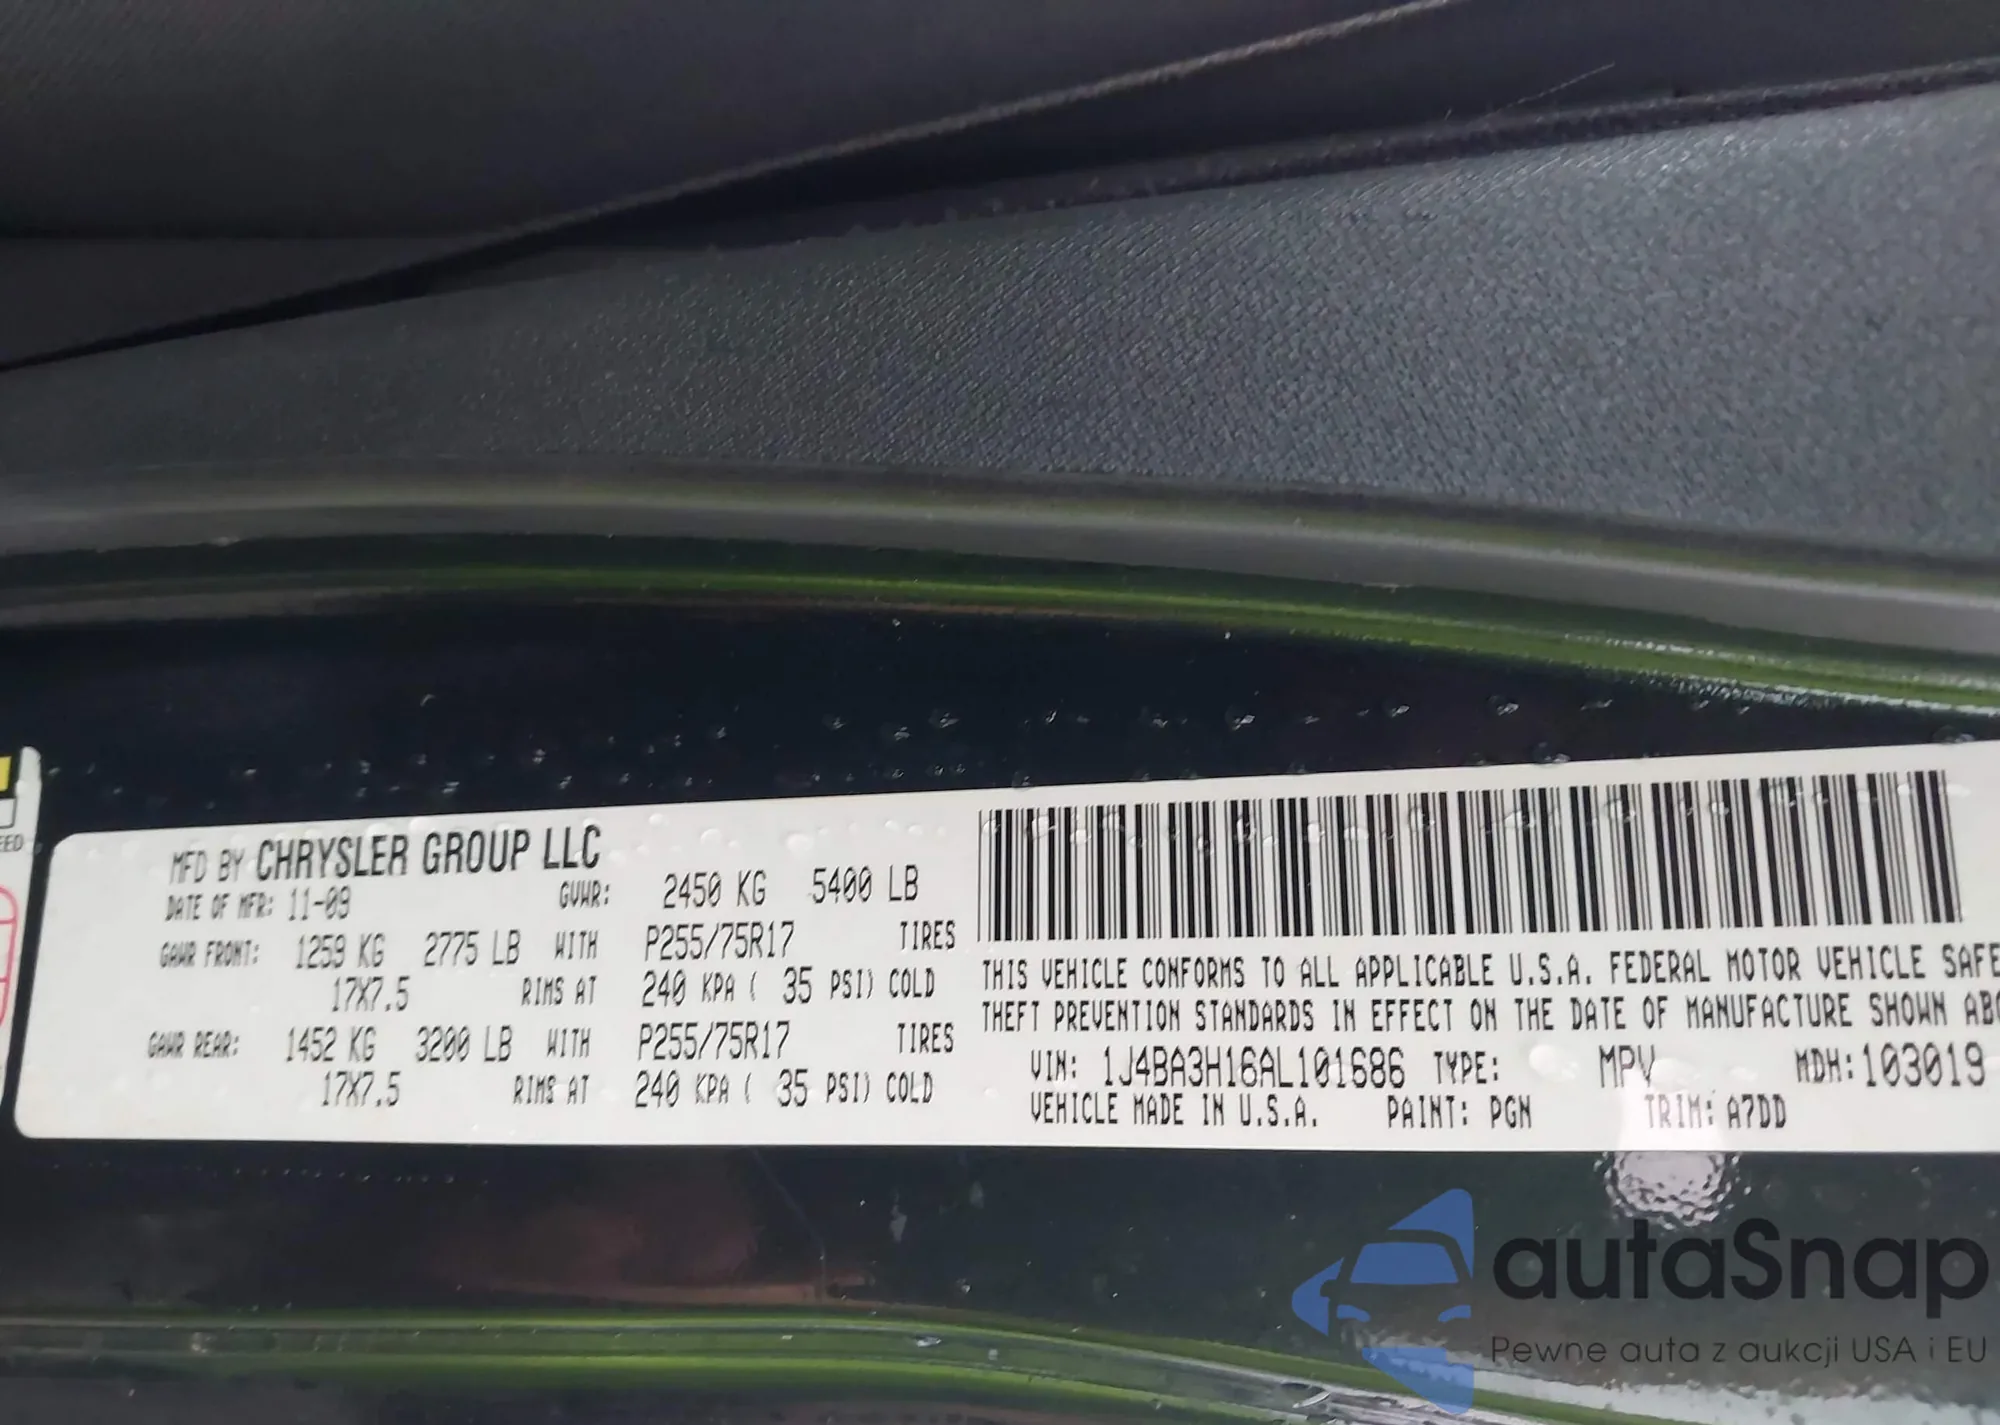 EED
MFD BY CHRYSLER GROUP LLC
DATE OF MFR: 11-09 GVWR: 2450 KG 5400 LB
GAWR FRONT: 1259 KG 2775 LB WITH P255/75R17 TIRES
17X7.5 RIMS AT 240 KPA ( 35 PSI) COLD
GAWR REAR: 1452 KG 3200 LB WITH P255/75R17 TIRES
17X7.5 RIMS AT 240 KPA ( 35 PSI) COLD
THIS VEHICLE CONFORMS TO ALL APPLICABLE U.S.A. FEDERAL MOTOR VEHICLE SAFE
THEFT PREVENTION STANDARDS IN EFFECT ON THE DATE OF MANUFACTURE SHOWN ABO
VIN: 1J4BA3H16AL101686 TYPE: MPV MDH: 103019
VEHICLE MADE IN U.S.A. PAINT: PGN TRIM: A7DD
autaSnap
Pewne auta z aukcji USA i EU